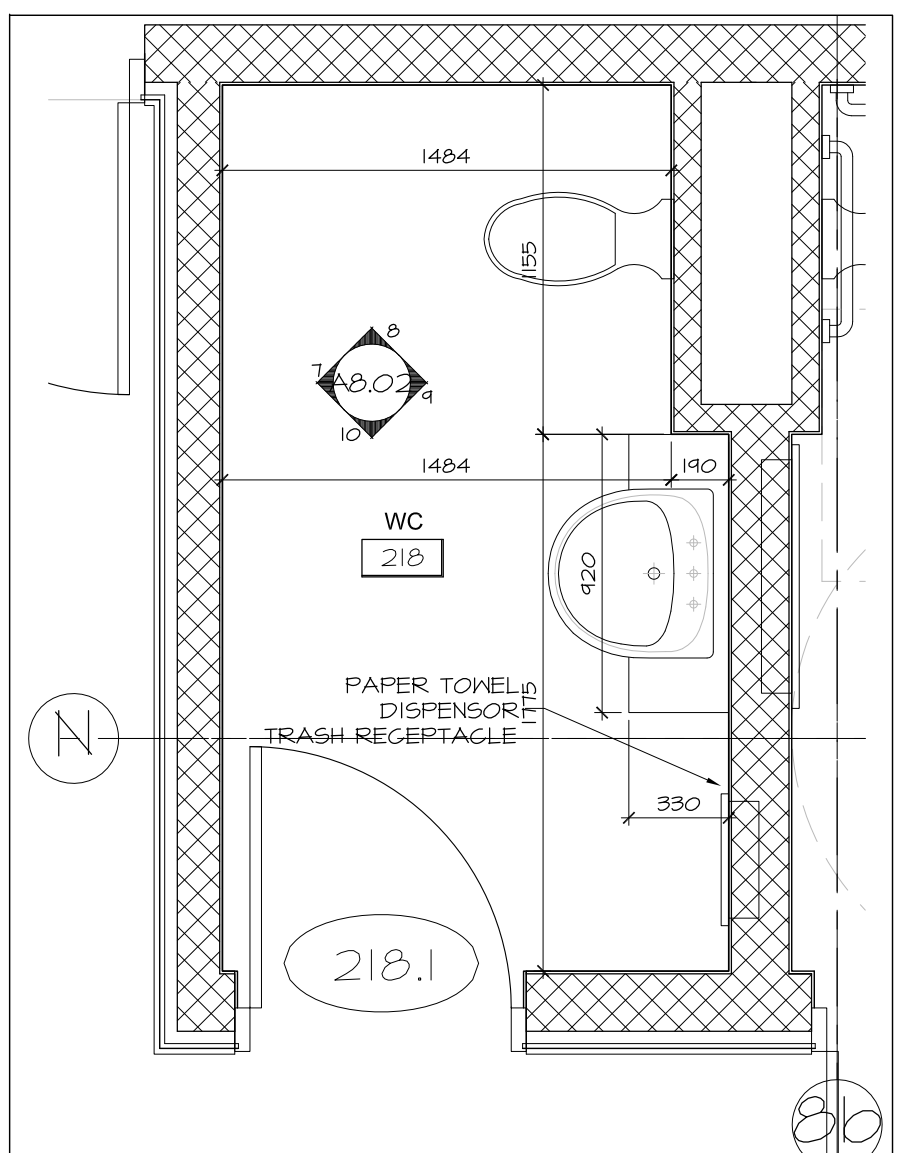 1484
1155
8
7
A8.02
9
10
1484
190
WC
218
920
PAPER TOWEL
DISPENSOR
TRASH RECEPTACLE
1775
N
330
218.1
8b